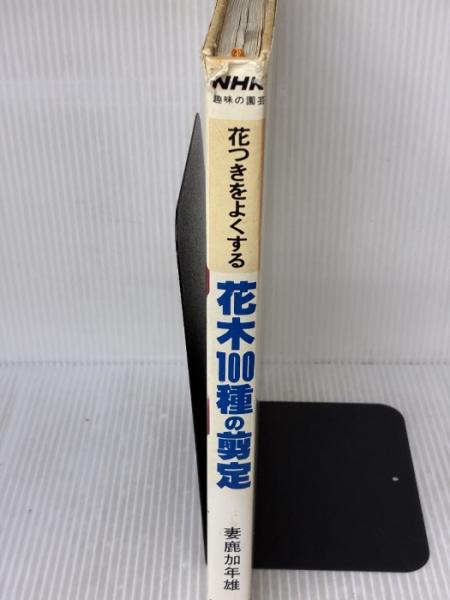 NHK
趣味の園芸
花つきをよくする
花木100種の剪定
妻鹿加年雄